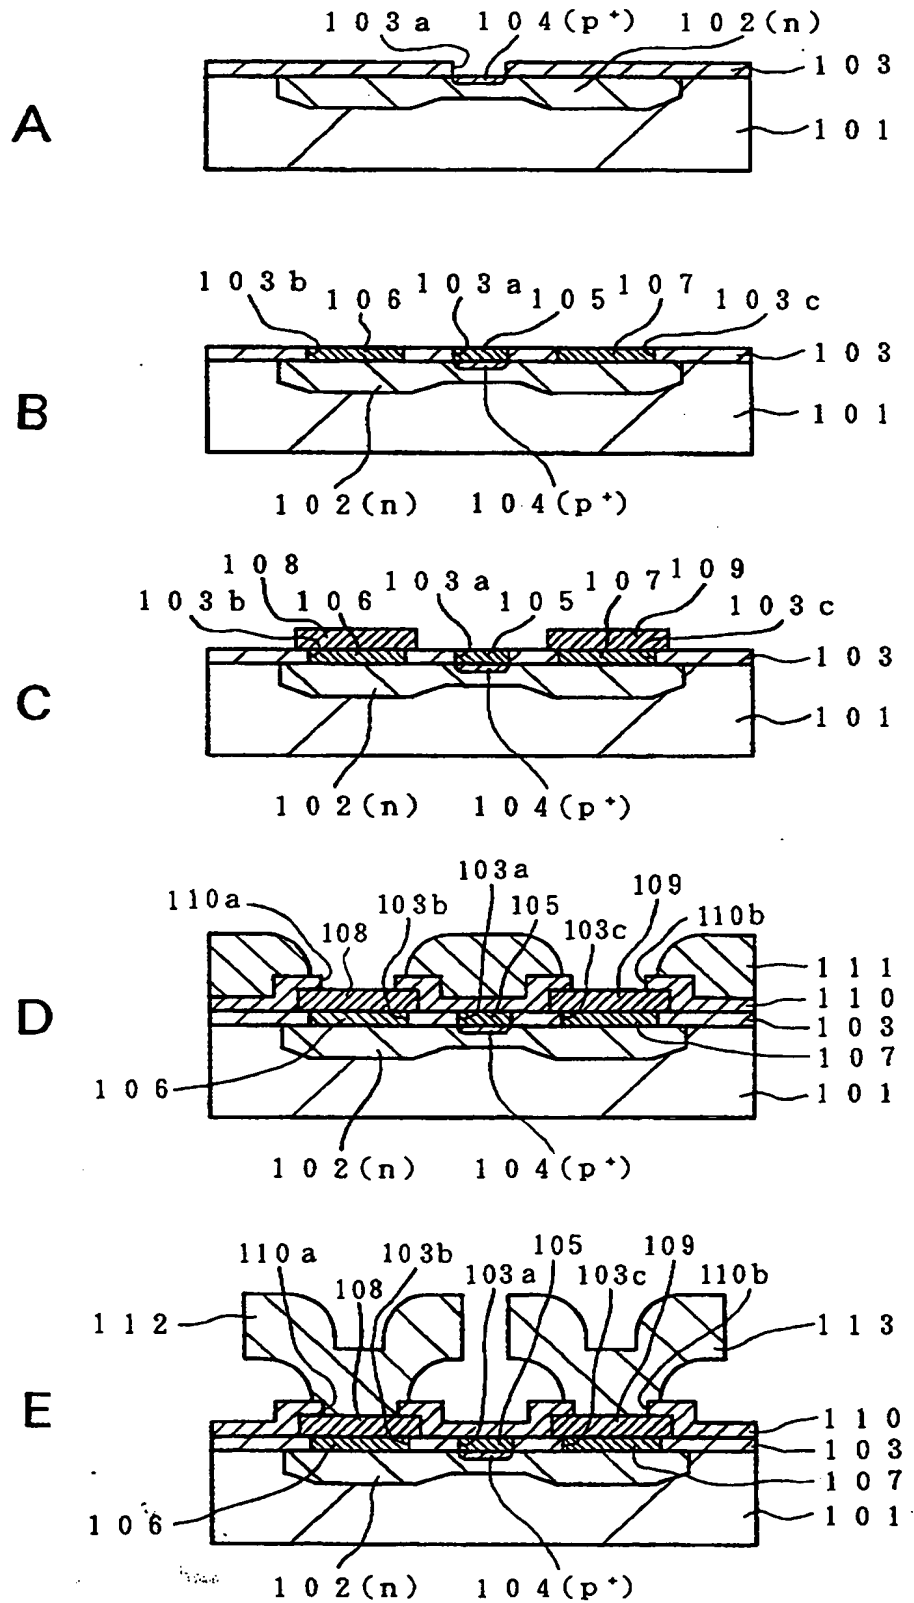 103a 104(p+) 102(n)
103
A
101
103b 106 103a 105 107 103c
103
B
101
102(n) 104(p+)
108 103a 107 109
103b 106 105 103c
103
C
101
102(n) 104(p+)
103a
110a 103b 105 109 110b
108 103c
111
110
D
103
107
106
101
102(n) 104(p+)
110a 103b 105 109
108 103a 103c 110b
112 113
E
110
103
107
106
101
102(n) 104(p+)